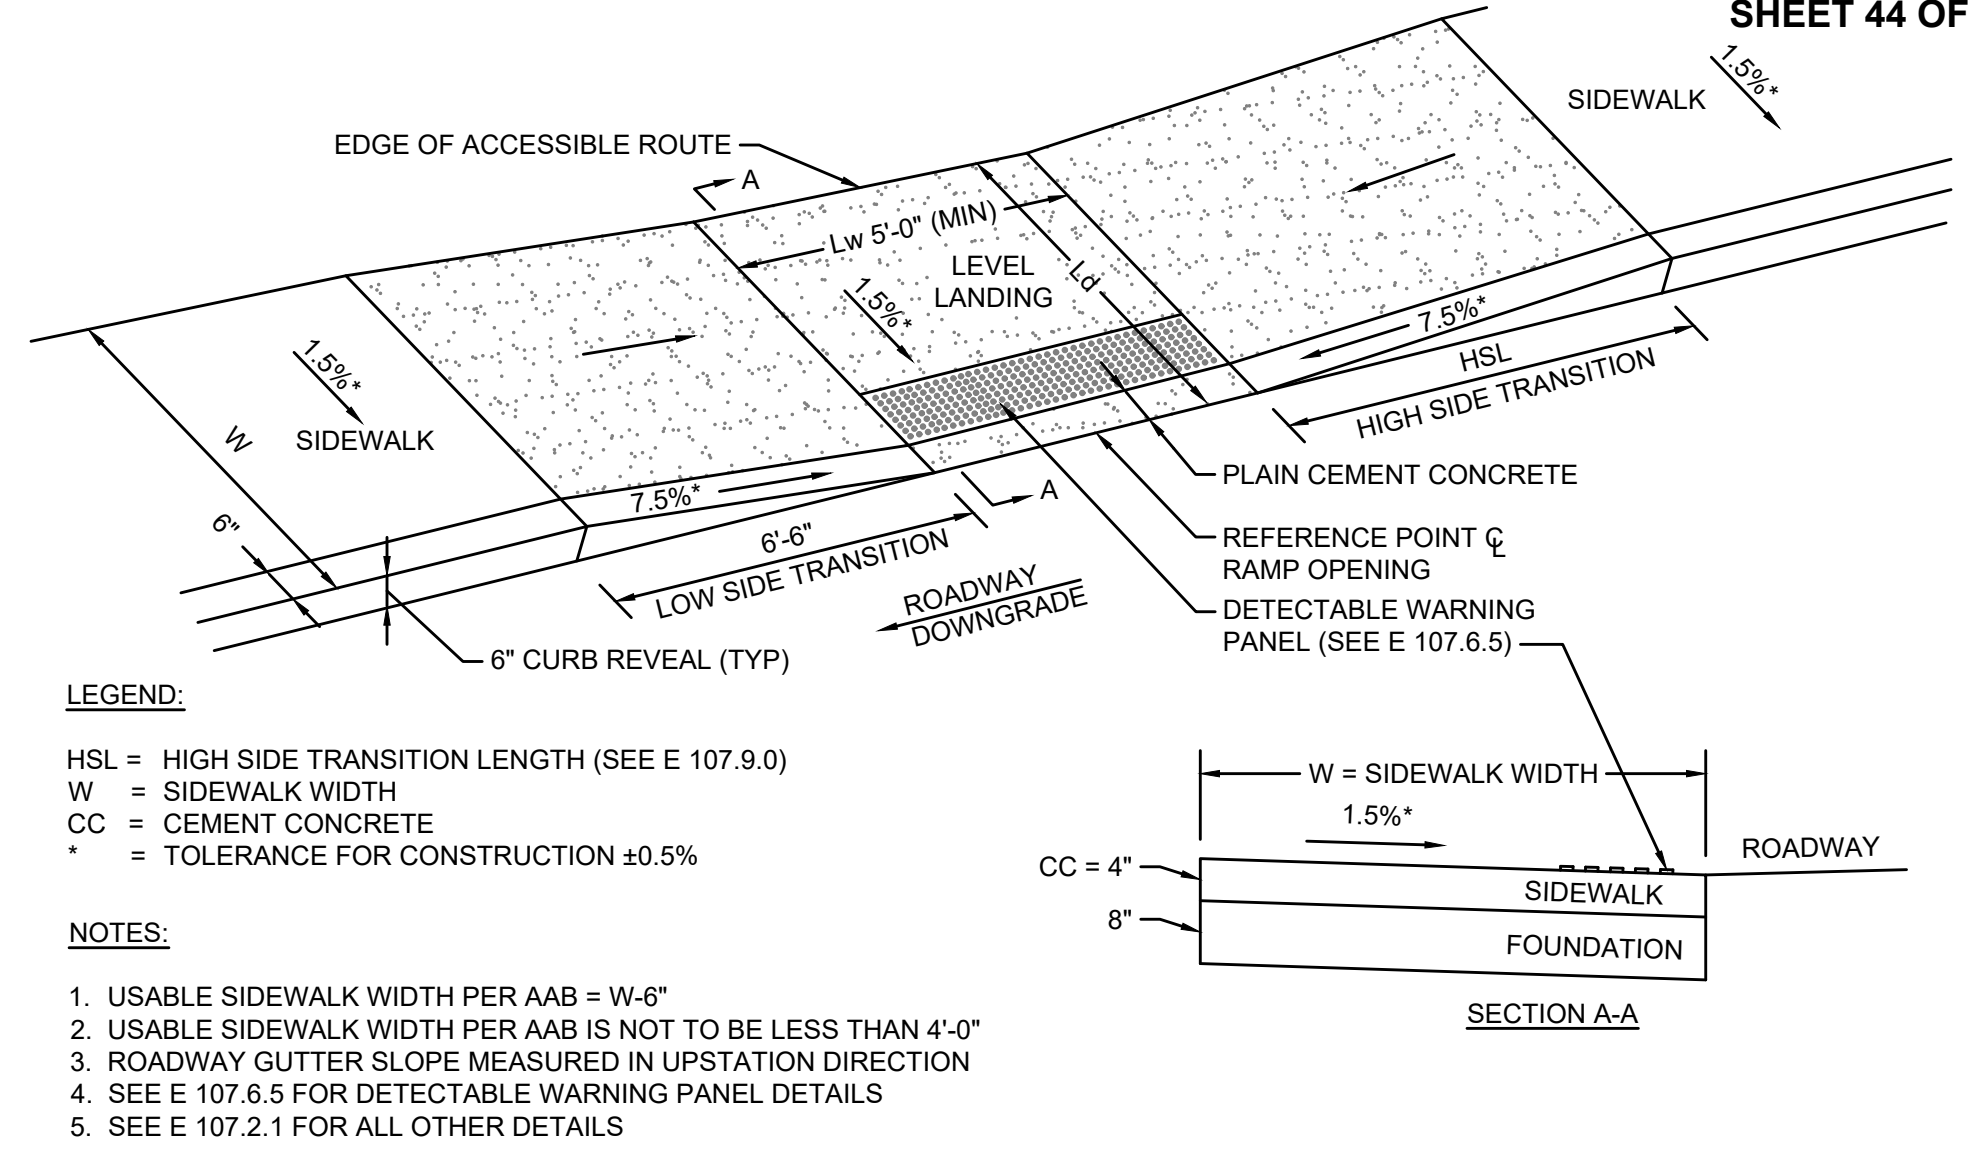 SHEET 44 OF
1.5%*
SIDEWALK
EDGE OF ACCESSIBLE ROUTE
A
Lw 5'-0" (MIN)
LEVEL
LANDING
Ld
1.5%*
7.5%*
HSL
HIGH SIDE TRANSITION
1.5%*
W
SIDEWALK
6"
7.5%*
A
6'-6"
LOW SIDE TRANSITION
ROADWAY
DOWNGRADE
PLAIN CEMENT CONCRETE
REFERENCE POINT ℄
RAMP OPENING
DETECTABLE WARNING
PANEL (SEE E 107.6.5)
6" CURB REVEAL (TYP)
LEGEND:
HSL = HIGH SIDE TRANSITION LENGTH (SEE E 107.9.0)
W = SIDEWALK WIDTH
CC = CEMENT CONCRETE
* = TOLERANCE FOR CONSTRUCTION ±0.5%
NOTES:
1. USABLE SIDEWALK WIDTH PER AAB = W-6"
2. USABLE SIDEWALK WIDTH PER AAB IS NOT TO BE LESS THAN 4'-0"
3. ROADWAY GUTTER SLOPE MEASURED IN UPSTATION DIRECTION
4. SEE E 107.6.5 FOR DETECTABLE WARNING PANEL DETAILS
5. SEE E 107.2.1 FOR ALL OTHER DETAILS
W = SIDEWALK WIDTH
1.5%*
ROADWAY
CC = 4"
SIDEWALK
8"
FOUNDATION
SECTION A-A